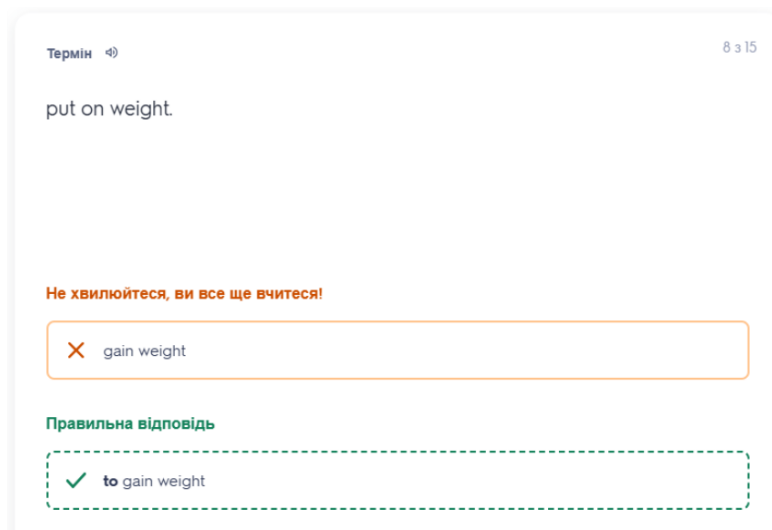 Термін
8 з 15
put on weight.
Не хвилюйтеся, ви все ще вчитеся!
gain weight
Правильна відповідь
to gain weight